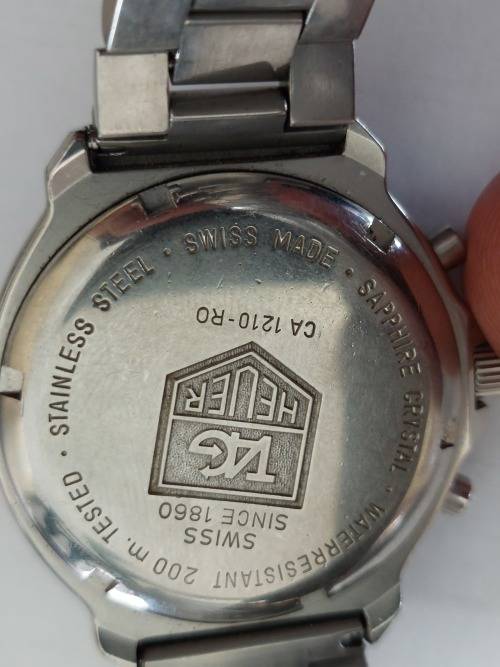 SWISS MADE · SAPPHIRE CRYSTAL · WATERRESISTANT 200 m. TESTED · STAINLESS STEEL ·
SWISS
SINCE 1860
TAG
HEUER
CA 1210-RO